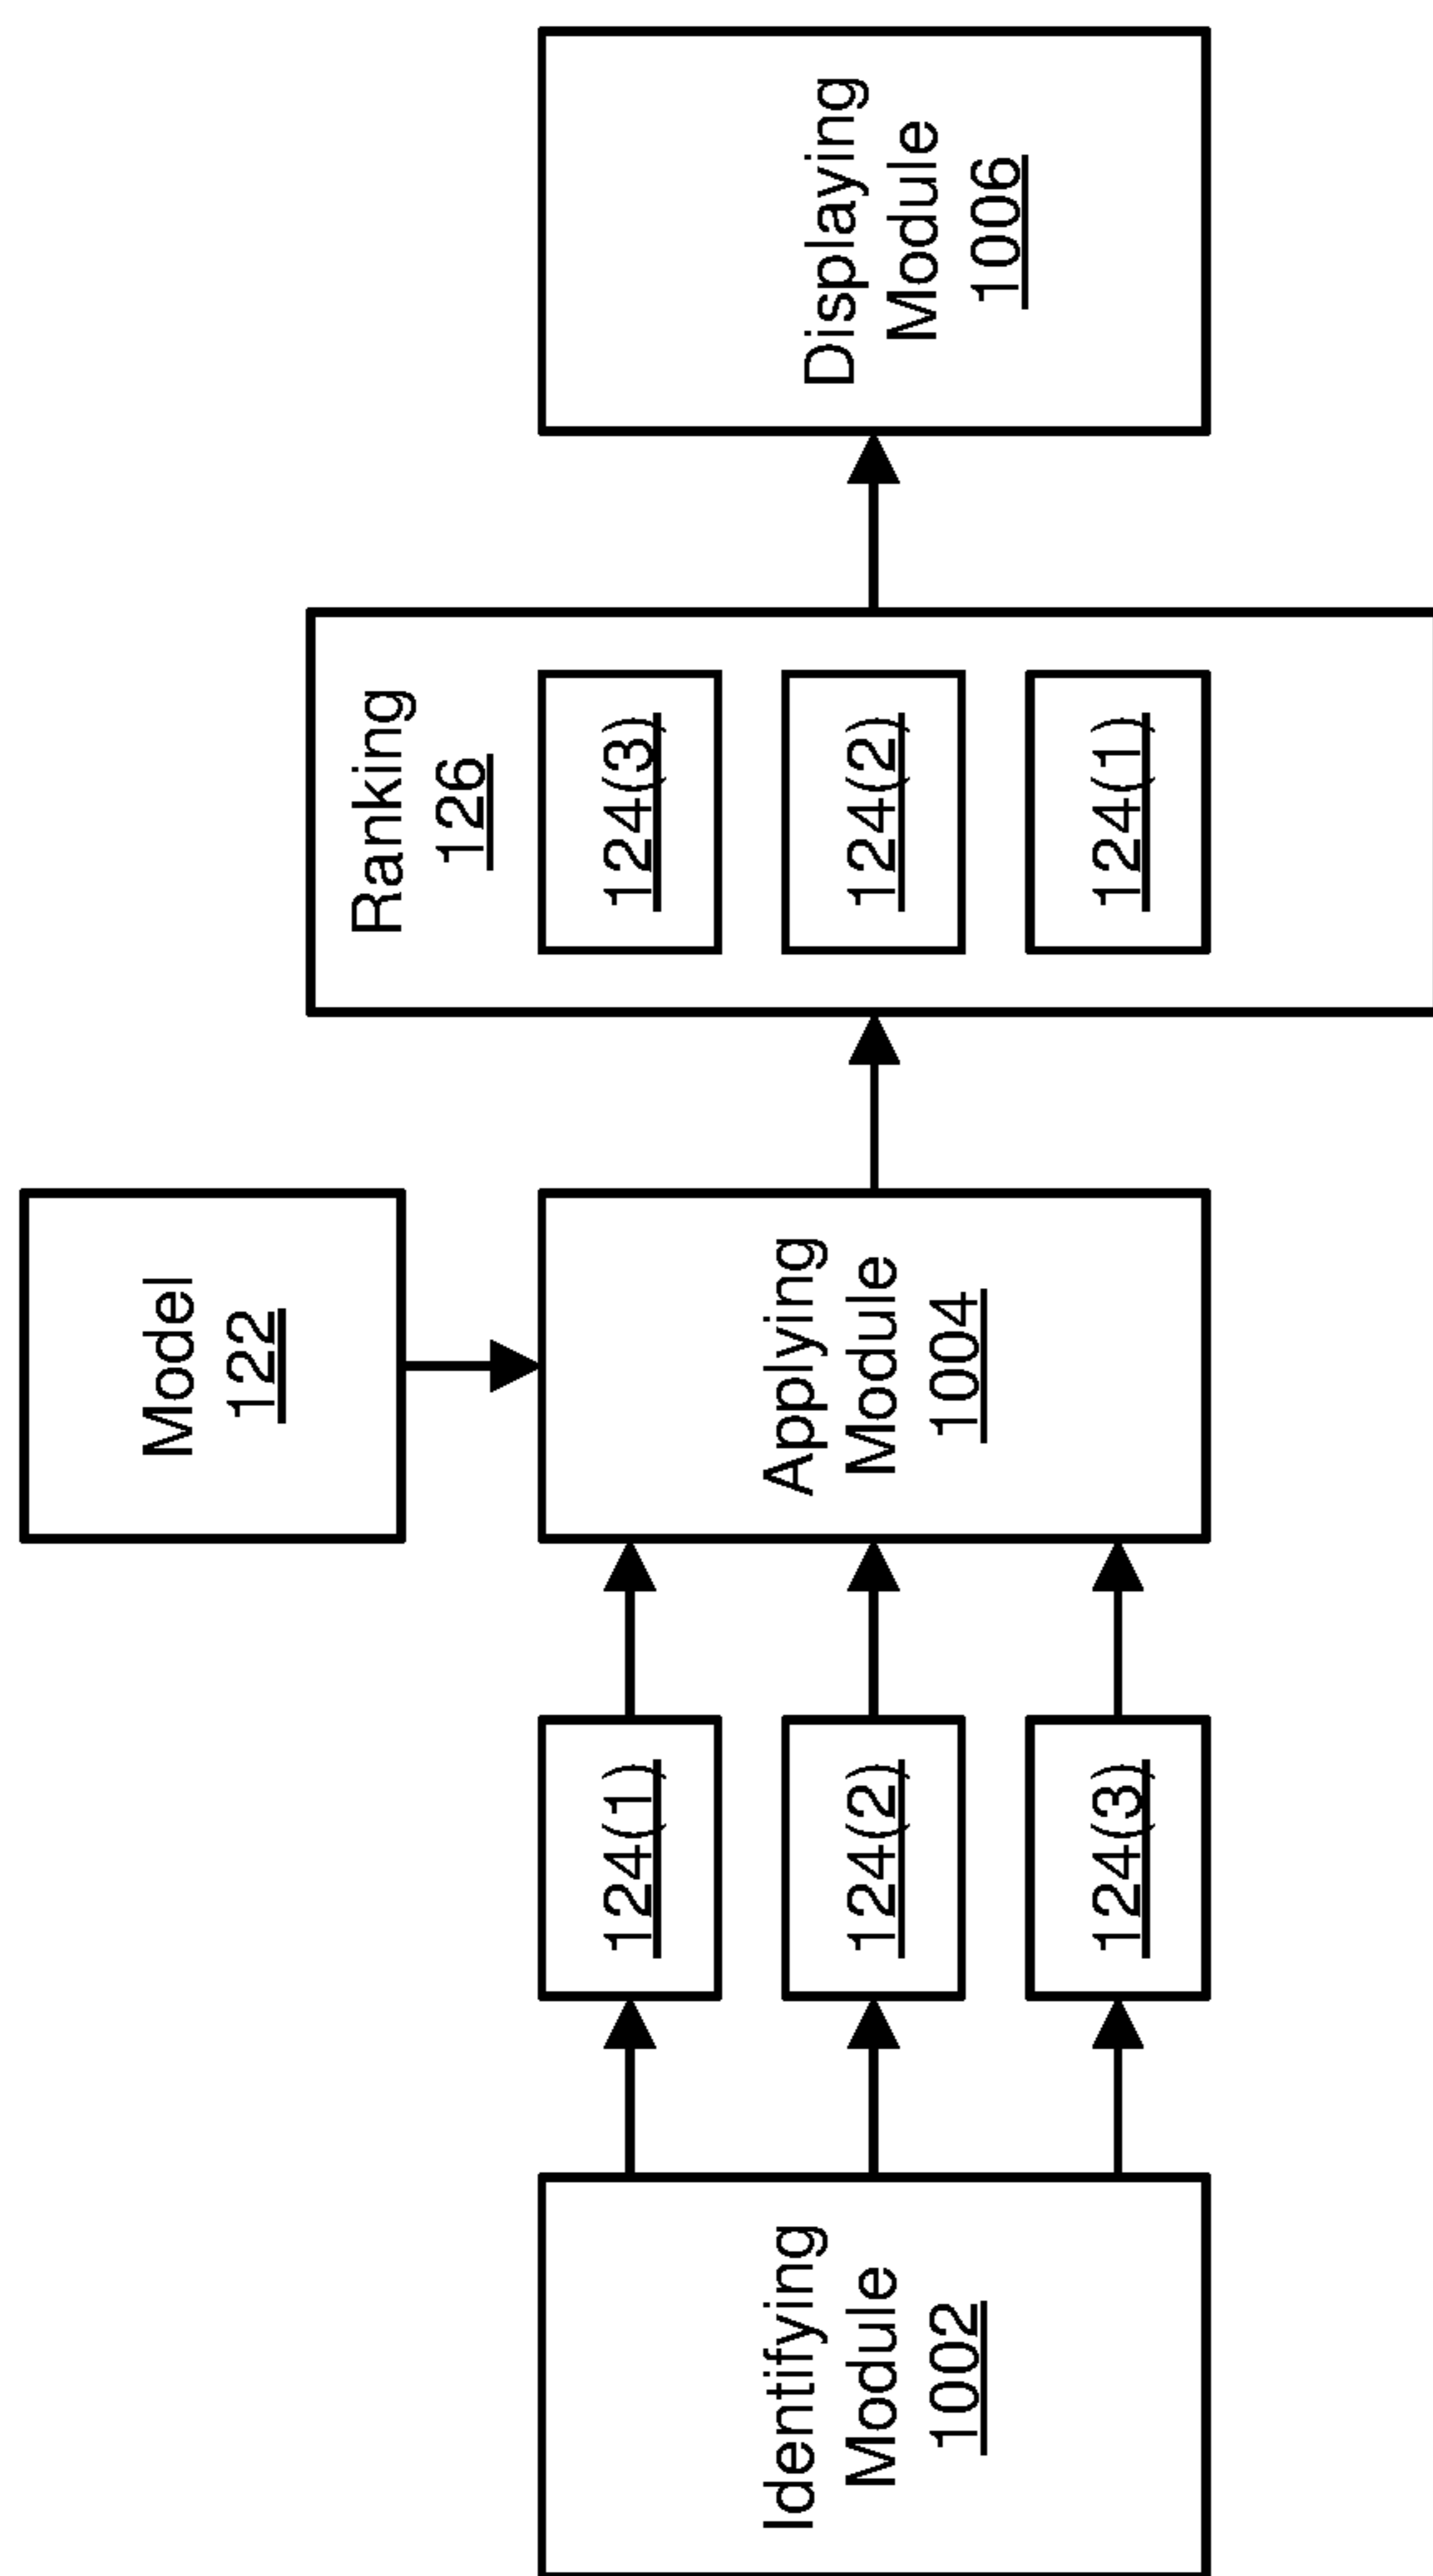 Model
122
Identifying
Module
1002
124(1)
124(2)
124(3)
Applying
Module
1004
Ranking
126
124(3)
124(2)
124(1)
Displaying
Module
1006